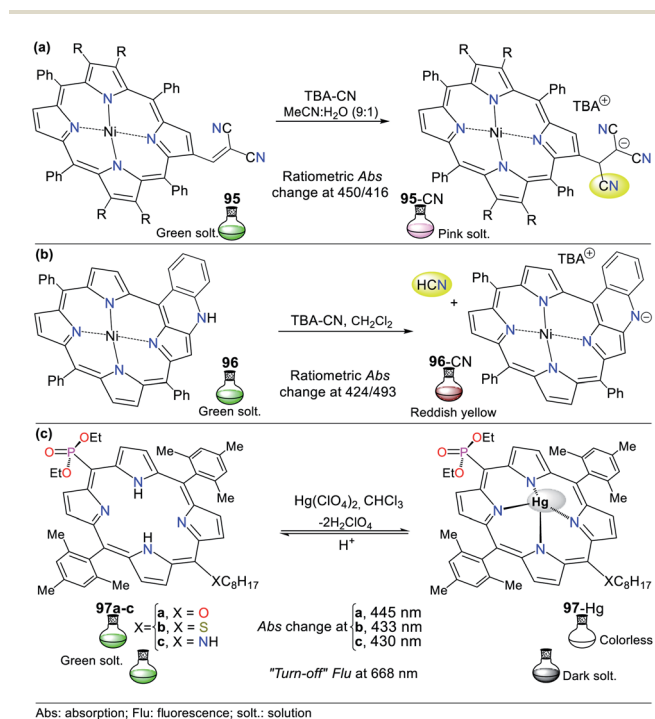 (a)
R R R R
Ph Ph Ph Ph
N N N N Ni
CN
CN
TBA-CN
MeCN:H2O (9:1)
Ratiometric Abs
change at 450/416
95
Green solt.
R R R R
Ph Ph Ph Ph
N N N N Ni
TBA⊕
NC CN
⊖
CN
95-CN
Pink solt.
(b)
Ph Ph Ph
N N N N Ni
NH
TBA-CN, CH2Cl2
Ratiometric Abs
change at 424/493
96
Green solt.
HCN
+
TBA⊕
Ph Ph Ph
N N N N Ni
N⊖
96-CN
Reddish yellow
(c)
OEt
O=P
EtO
Me Me Me
N H N N H N
Me Me Me
XC8H17
Hg(ClO4)2, CHCl3
-2HClO4
H+
OEt
O=P
EtO
Me Me Me
N N N N Hg
Me Me Me
XC8H17
97a-c
X= a, X = O
b, X = S
c, X = NH
Green solt.
Abs change at a, 445 nm
b, 433 nm
c, 430 nm
"Turn-off" Flu at 668 nm
97-Hg
Colorless
Dark solt.
Abs: absorption; Flu: fluorescence; solt.: solution